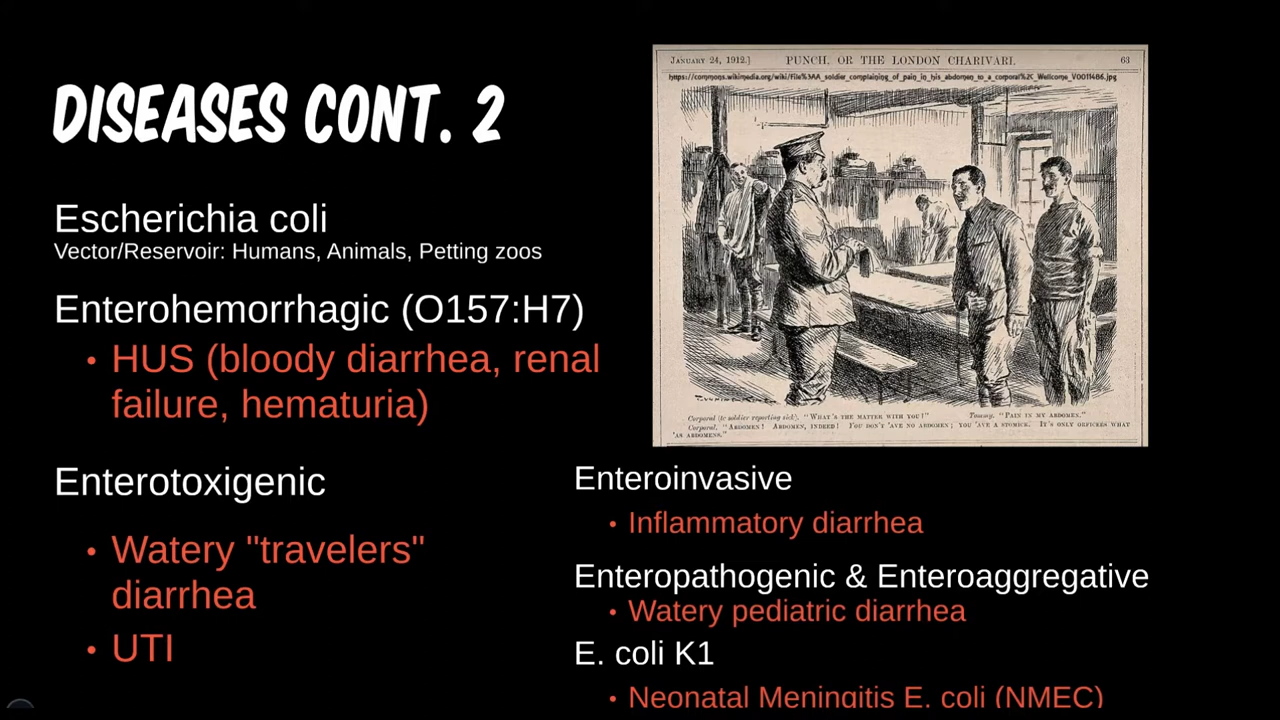 DISEASES CONT. 2
Escherichia coli
Vector/Reservoir: Humans, Animals, Petting zoos
Enterohemorrhagic (O157:H7)
• HUS (bloody diarrhea, renal
failure, hematuria)
Enterotoxigenic
• Watery "travelers"
diarrhea
• UTI
JANUARY 24, 1912.] PUNCH, OR THE LONDON CHARIVARI. 63
https://commons.wikimedia.org/wiki/File%3AA_soldier_complaining_of_pain_in_his_abdomen_to_a_corporal%2C_Wellcome_V0011486.jpg
Corporal (to soldier reporting sick). "WHAT'S THE MATTER WITH YOU?" Tommy. "PAIN IN MY ABDOMEN."
Corporal. "ABDOMEN! ABDOMEN, INDEED! YOU DON'T 'AVE NO ABDOMEN; YOU 'AVE A STOMICK. IT'S ONLY ORFICERS WHAT
'AS ABDOMENS."
Enteroinvasive
• Inflammatory diarrhea
Enteropathogenic & Enteroaggregative
• Watery pediatric diarrhea
E. coli K1
• Neonatal Meningitis E. coli (NMEC)